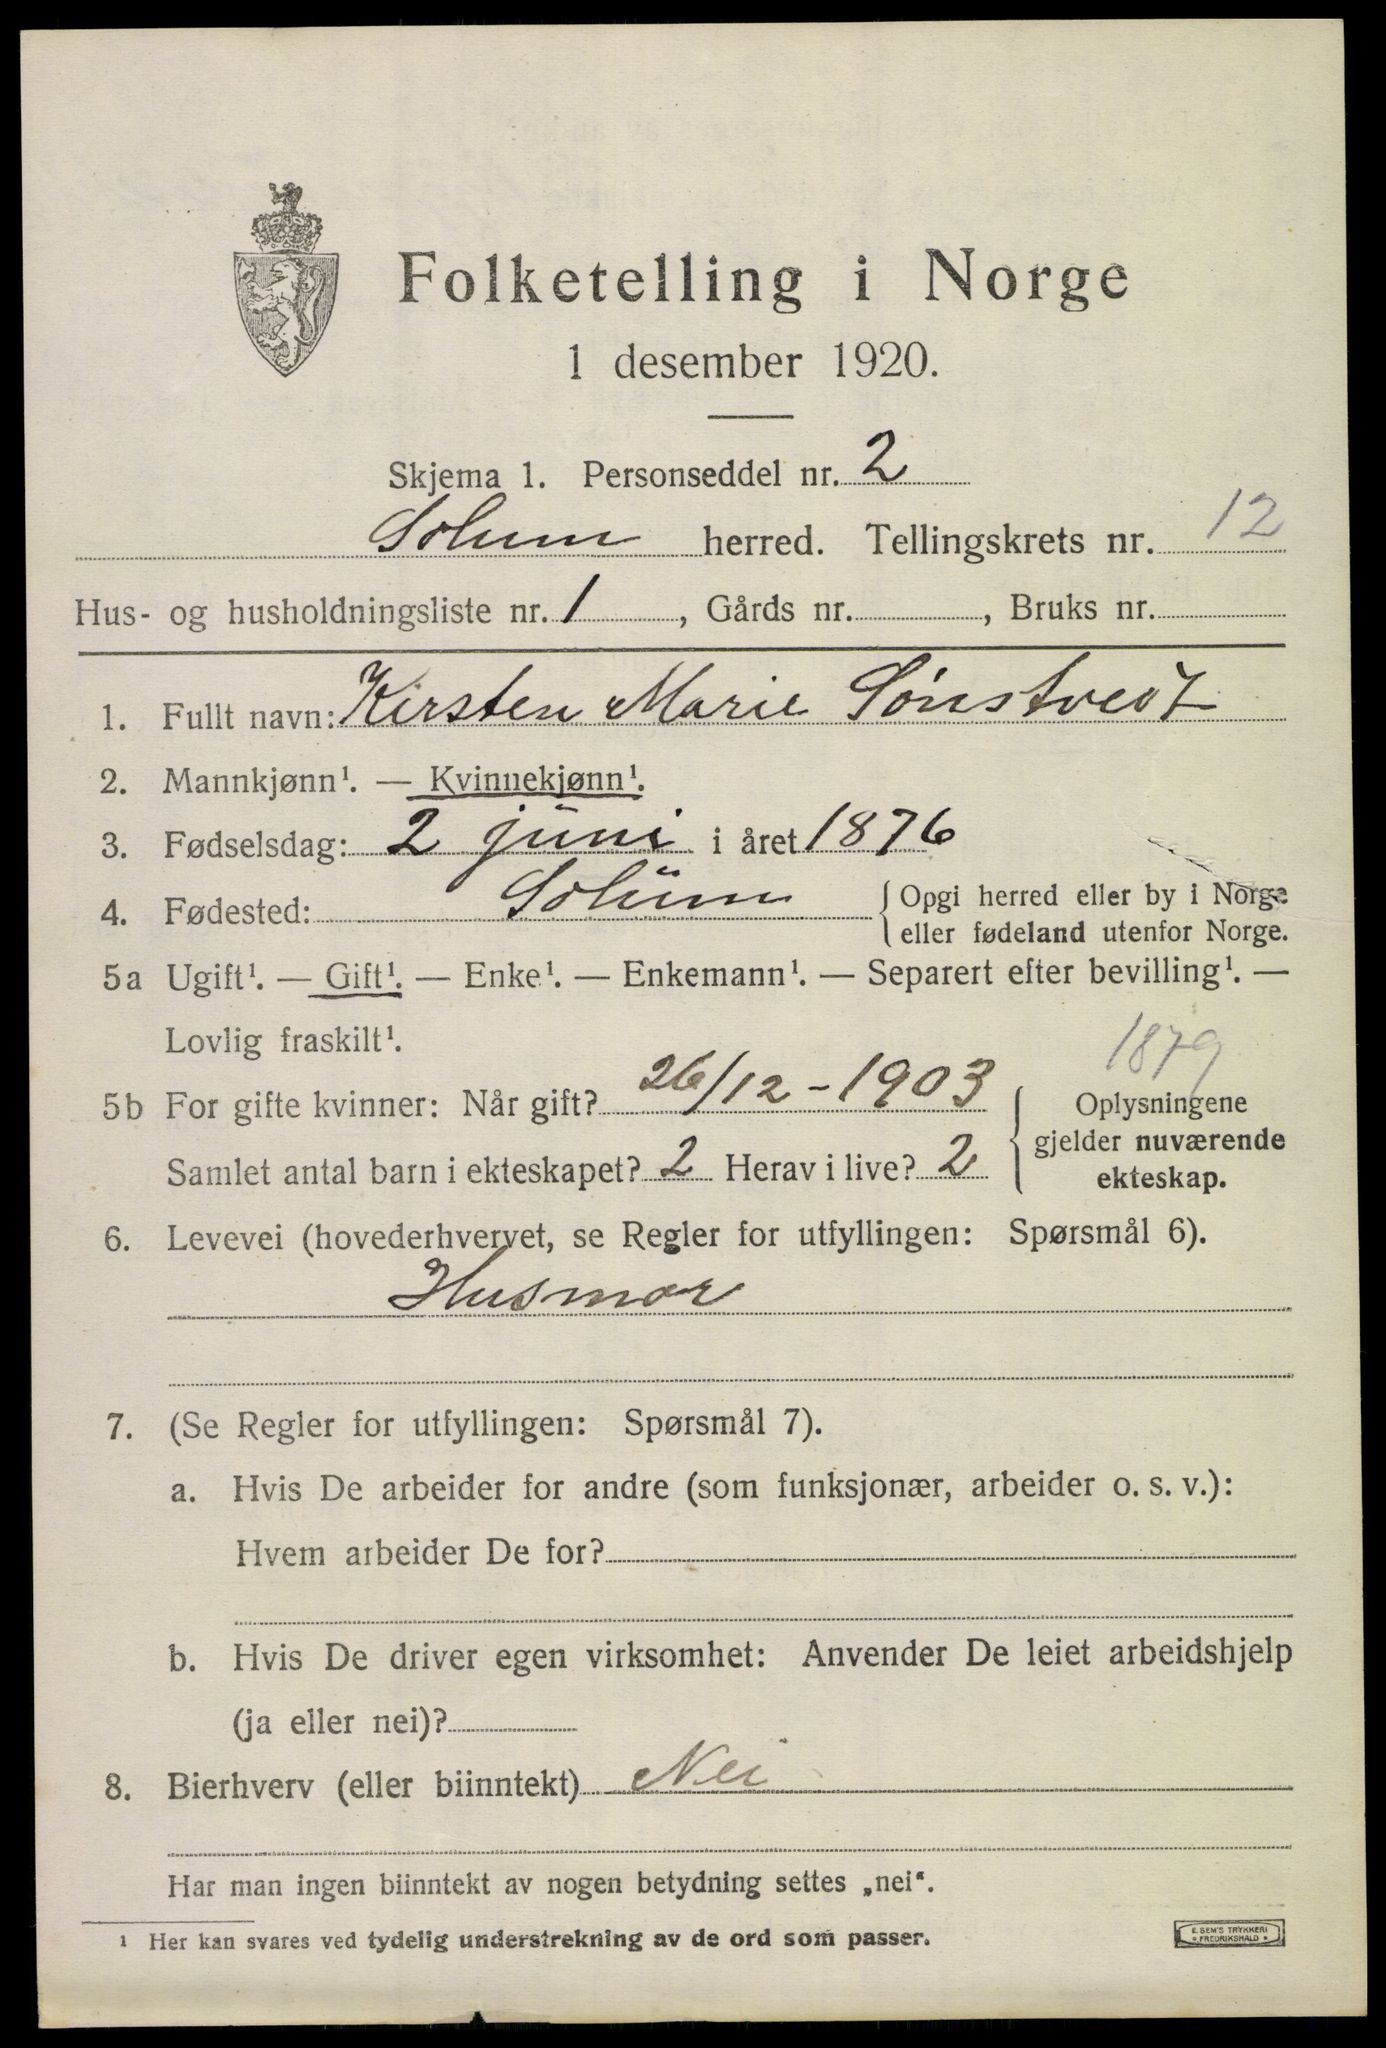 Folketelling i Norge
1 desember 1920.
Skjema 1. Personseddel nr. 2
Solum herred. Tellingskrets nr. 12
Hus- og husholdningsliste nr. 1, Gårds nr. , Bruks nr.
1. Fullt navn: Kirsten Marie Sønstvedt
2. Mannkjønn¹. — Kvinnekjønn¹.
3. Fødselsdag: 2 juni i året 1876
4. Fødested: Solum { Opgi herred eller by i Norge
eller fødeland utenfor Norge.
5a Ugift¹. — Gift¹. — Enke¹. — Enkemann¹. — Separert efter bevilling¹. —
Lovlig fraskilt¹.
1879
5b For gifte kvinner: Når gift? 26/12 - 1903
Samlet antal barn i ekteskapet? 2 Herav i live? 2
Oplysningene
gjelder nuværende
ekteskap.
6. Levevei (hovederhvervet, se Regler for utfyllingen: Spørsmål 6).
Husmor
7. (Se Regler for utfyllingen: Spørsmål 7).
a. Hvis De arbeider for andre (som funksjonær, arbeider o. s. v.):
Hvem arbeider De for?
b. Hvis De driver egen virksomhet: Anvender De leiet arbeidshjelp
(ja eller nei)?
8. Bierhverv (eller biinntekt) Nei
Har man ingen biinntekt av nogen betydning settes „nei“.
¹ Her kan svares ved tydelig understrekning av de ord som passer.
E. SEM'S TRYKKERI
FREDRIKSHALD